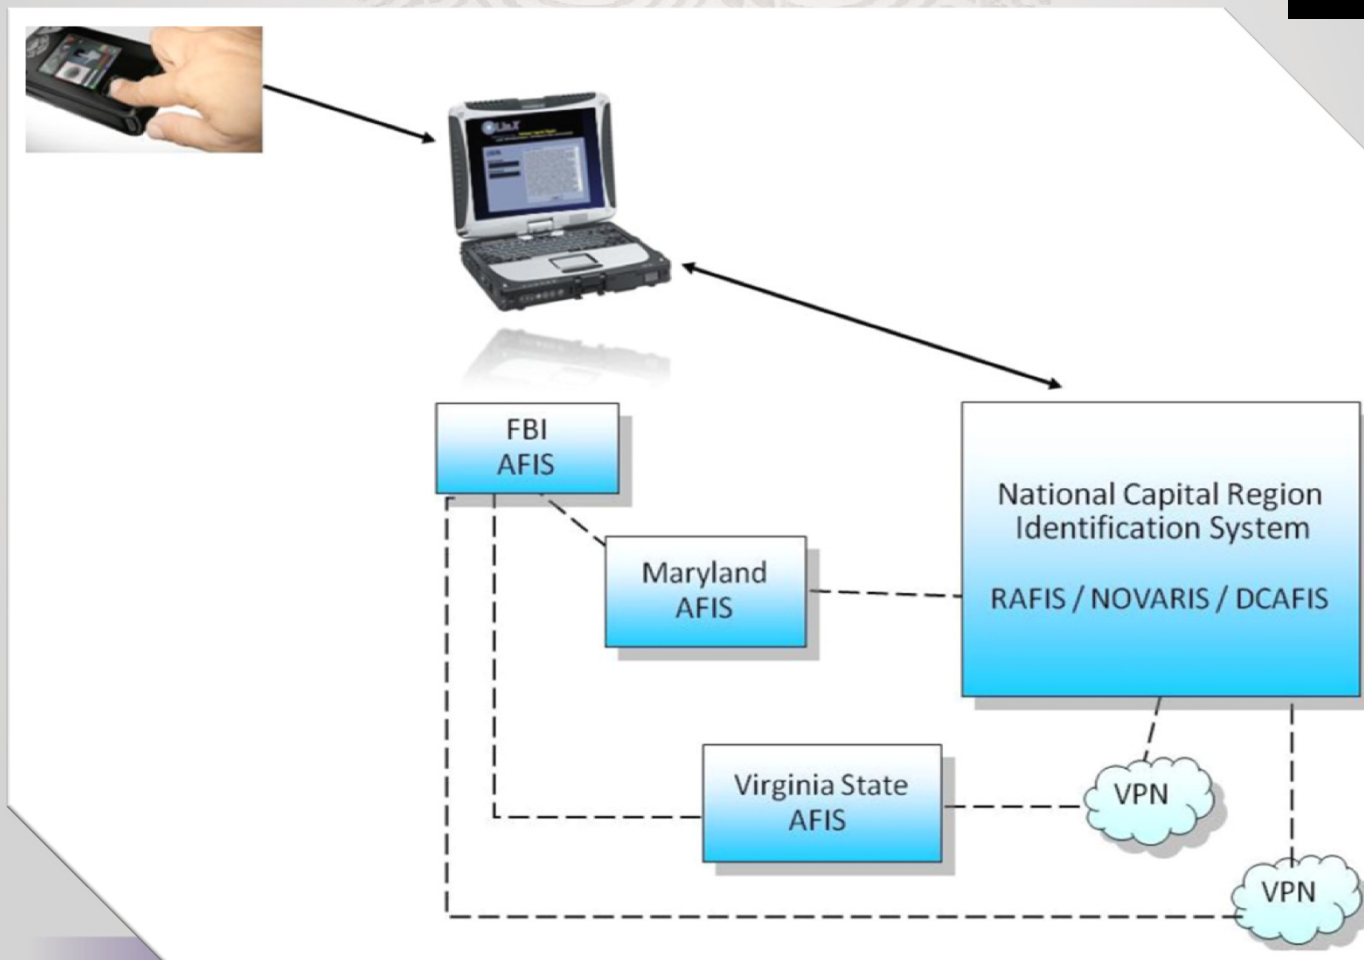 FBI
AFIS
National Capital Region
Identification System
RAFIS / NOVARIS / DCAFIS
Maryland
AFIS
Virginia State
AFIS
VPN
VPN